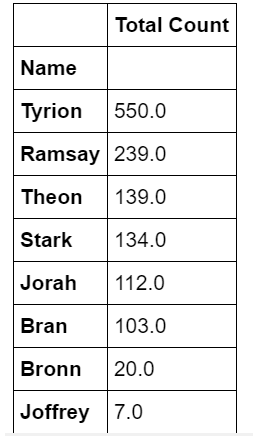 Total Count
Name
Tyrion 550.0
Ramsay 239.0
Theon 139.0
Stark 134.0
Jorah 112.0
Bran 103.0
Bronn 20.0
Joffrey 7.0